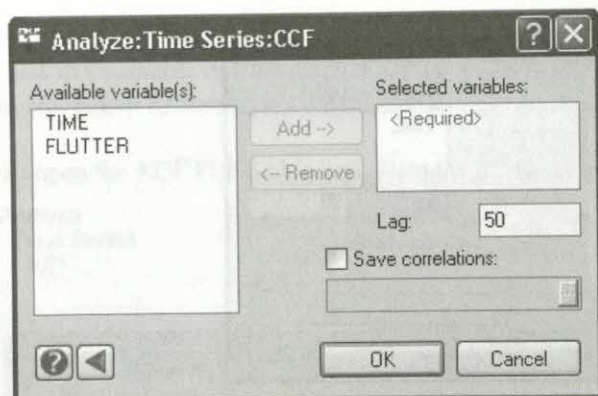 Analyze:Time Series:CCF
Available variable(s):
TIME
FLUTTER
Add -->
<-- Remove
Selected variables:
<Required>
Lag: 50
Save correlations:
OK Cancel